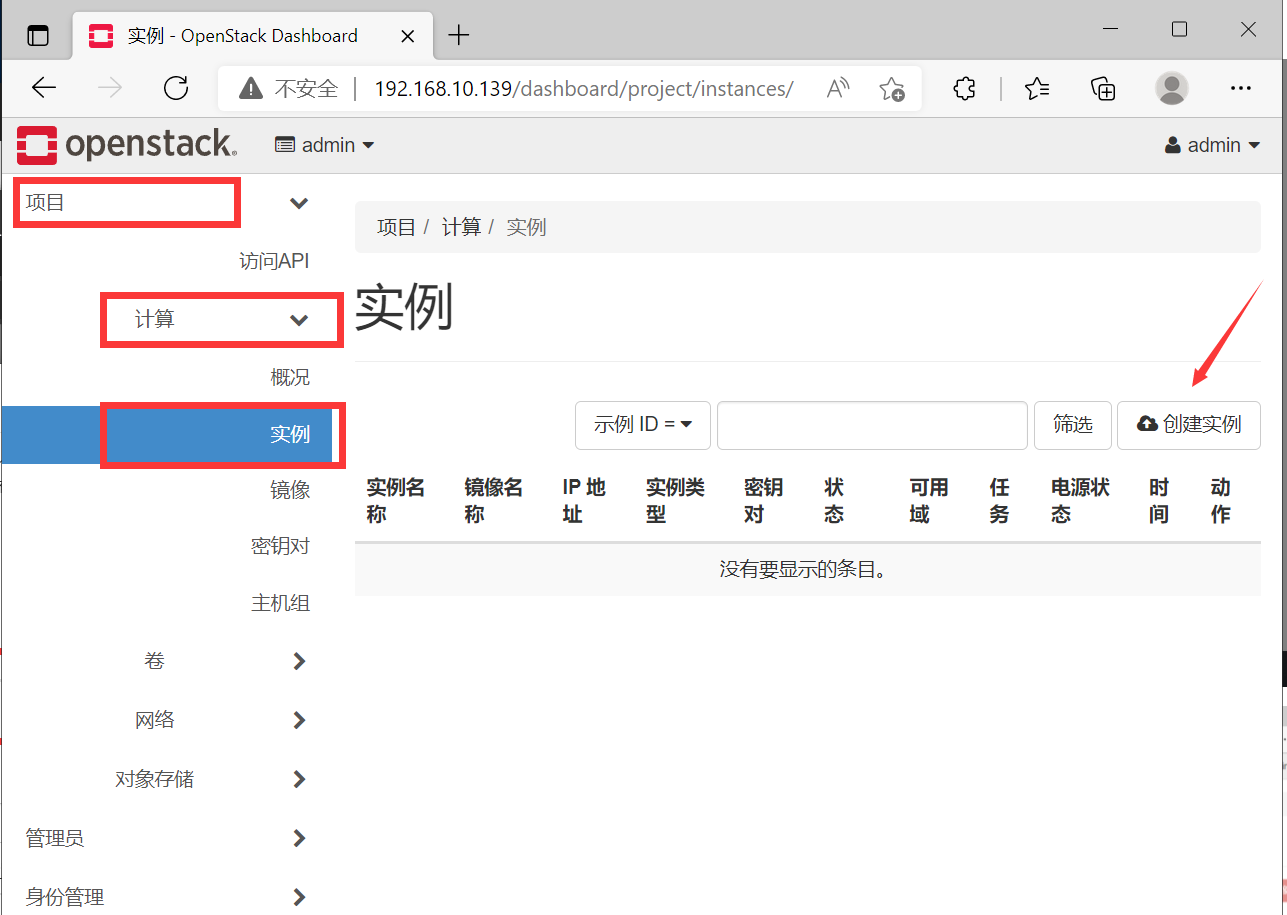 实例 - OpenStack Dashboard
不安全 192.168.10.139/dashboard/project/instances/
openstack. admin admin
项目
访问API
计算
概况
实例
镜像
密钥对
主机组
卷
网络
对象存储
管理员
身份管理
项目 / 计算 / 实例
实例
示例 ID = 筛选 创建实例
实例名称 镜像名称 IP 地址 实例类型 密钥对 状态 可用域 任务 电源状态 时间 动作
没有要显示的条目。